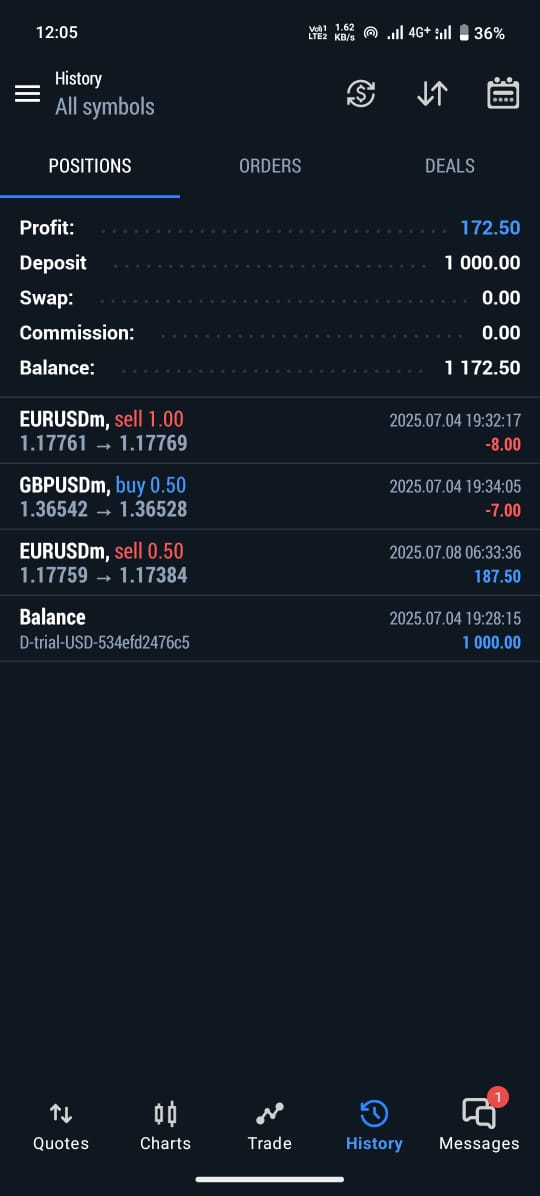 12:05 Vo1) 1.62 LTE2 KB/s 4G+ 36%
History
All symbols
POSITIONS ORDERS DEALS
Profit: 172.50
Deposit 1 000.00
Swap: 0.00
Commission: 0.00
Balance: 1 172.50
EURUSDm, sell 1.00 2025.07.04 19:32:17
1.17761 → 1.17769 -8.00
GBPUSDm, buy 0.50 2025.07.04 19:34:05
1.36542 → 1.36528 -7.00
EURUSDm, sell 0.50 2025.07.08 06:33:36
1.17759 → 1.17384 187.50
Balance 2025.07.04 19:28:15
D-trial-USD-534efd2476c5 1 000.00
1
Quotes Charts Trade History Messages